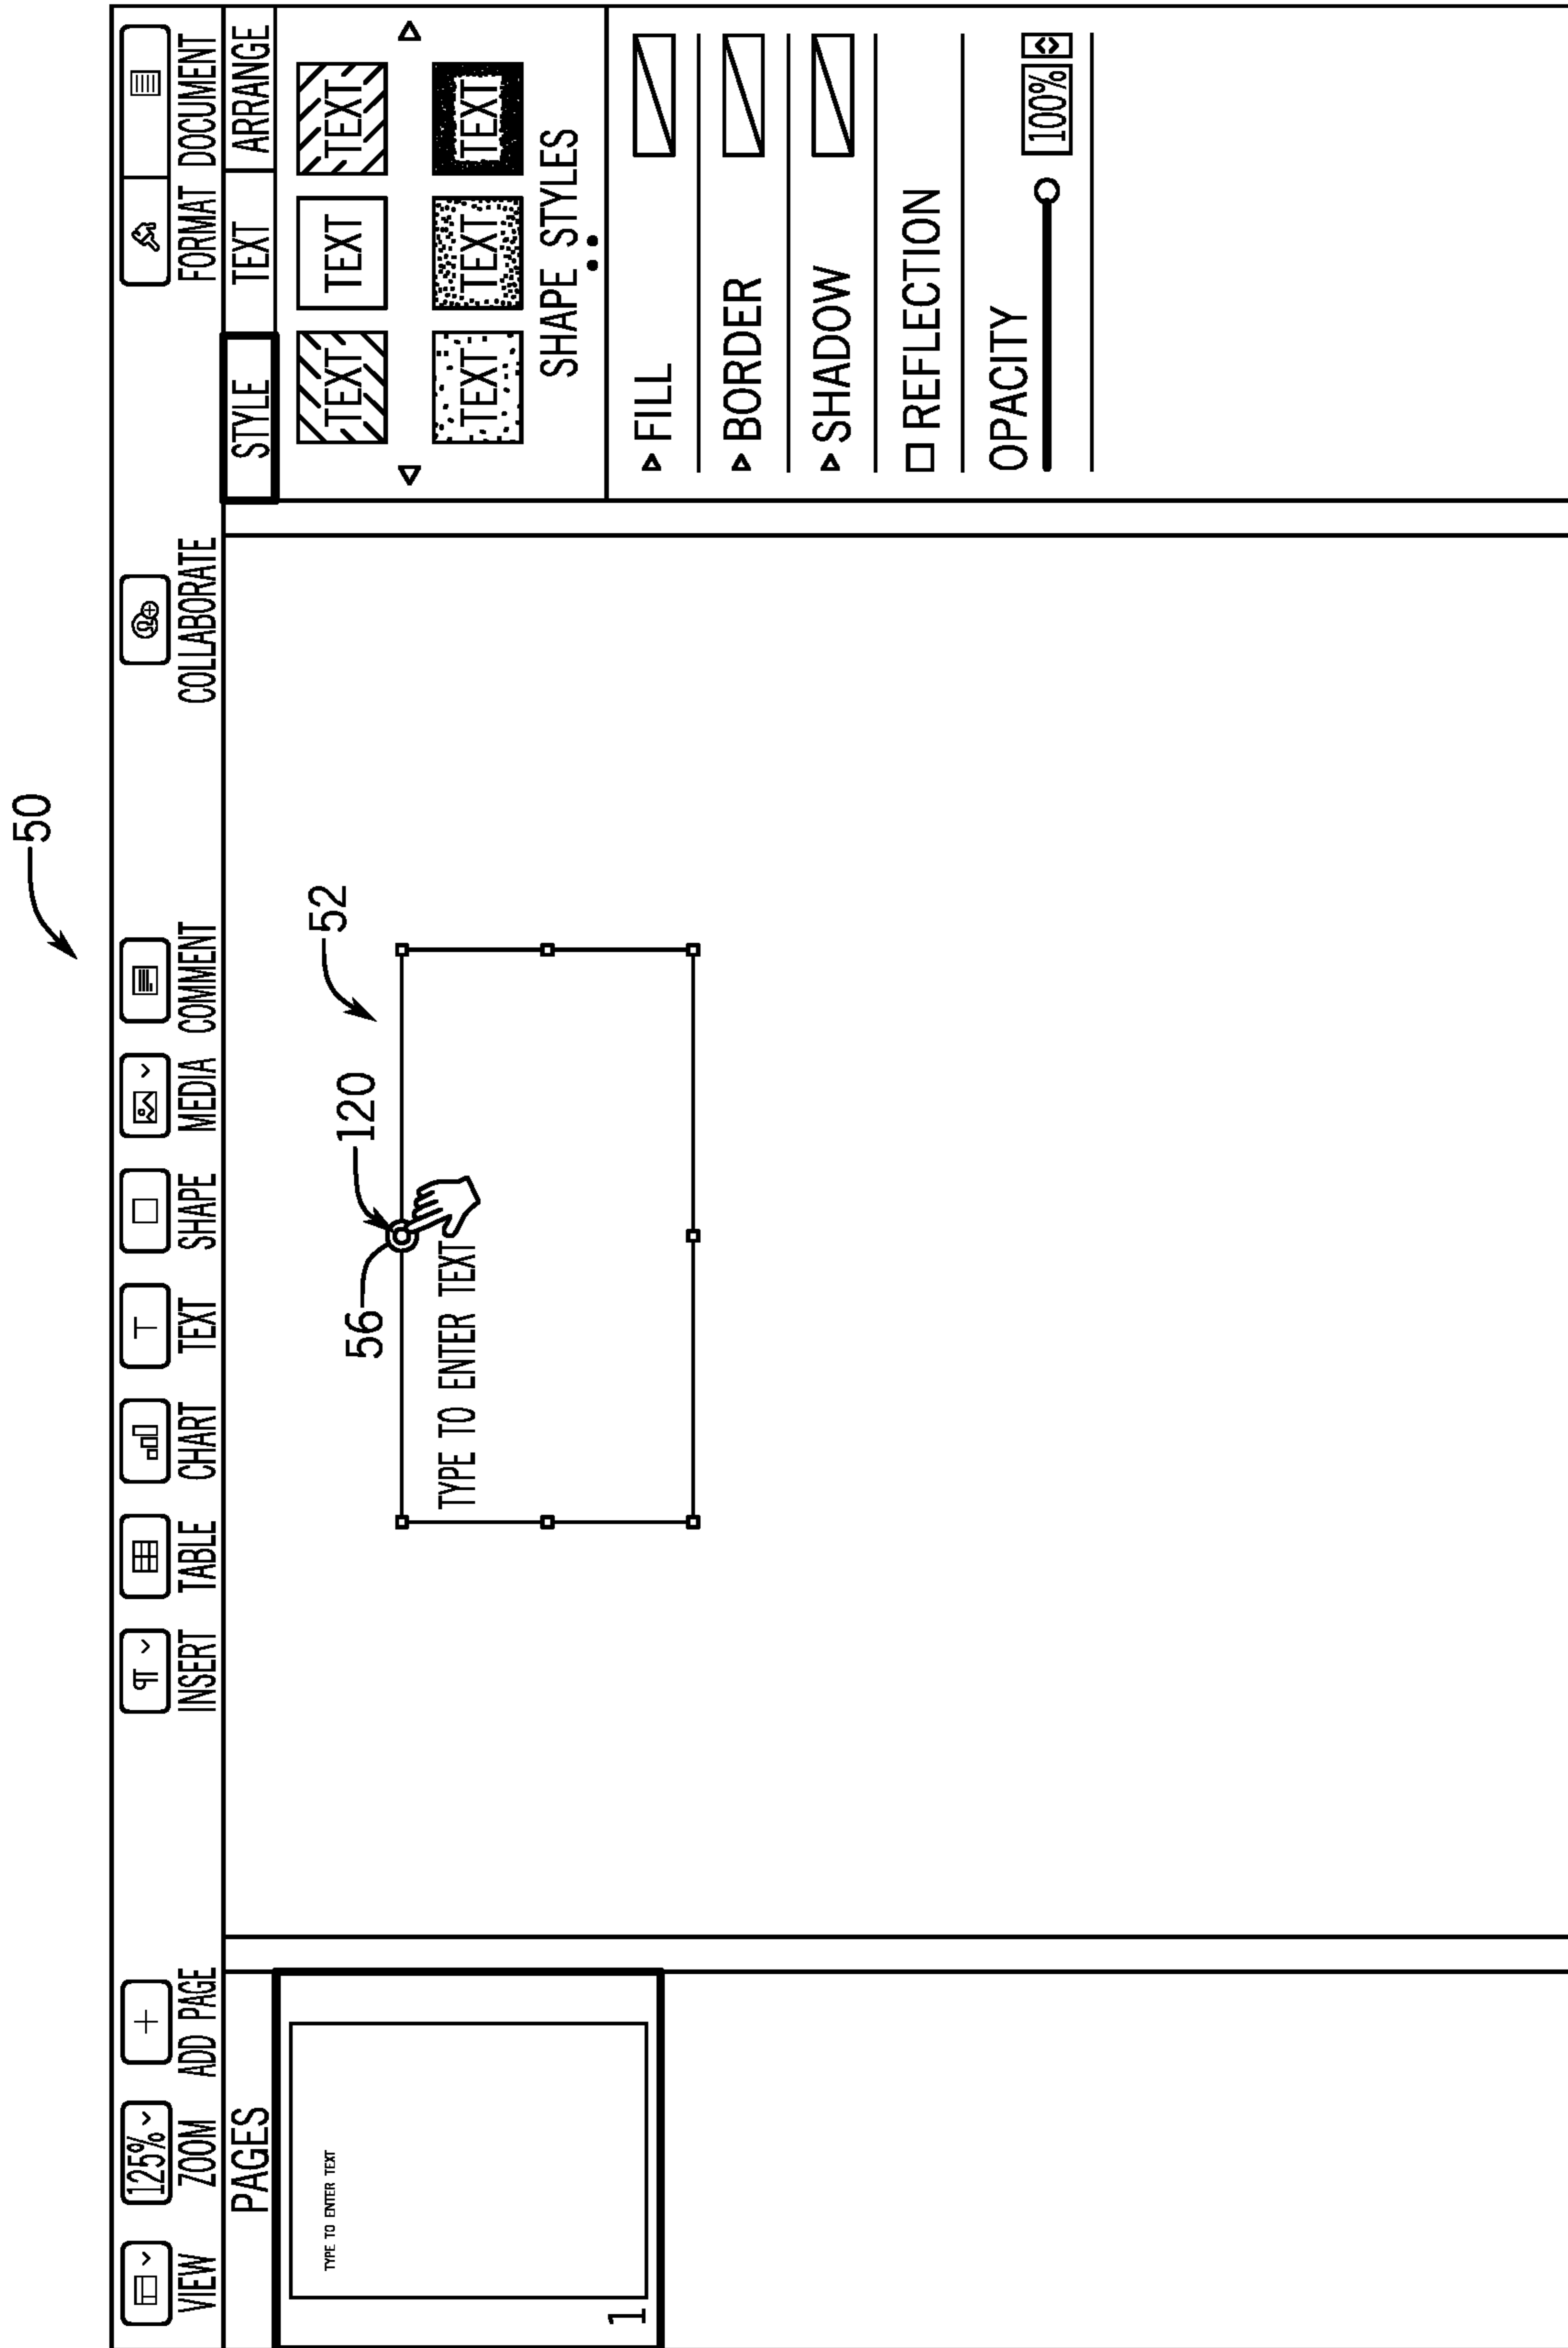 50
125%
VIEW ZOOM ADD PAGE INSERT TABLE CHART TEXT SHAPE MEDIA COMMENT COLLABORATE FORMAT DOCUMENT
PAGES
STYLE TEXT ARRANGE
TYPE TO ENTER TEXT
1
52
120
56
TYPE TO ENTER TEXT
TEXT TEXT TEXT
TEXT TEXT TEXT
SHAPE STYLES
FILL
BORDER
SHADOW
REFLECTION
OPACITY
100%